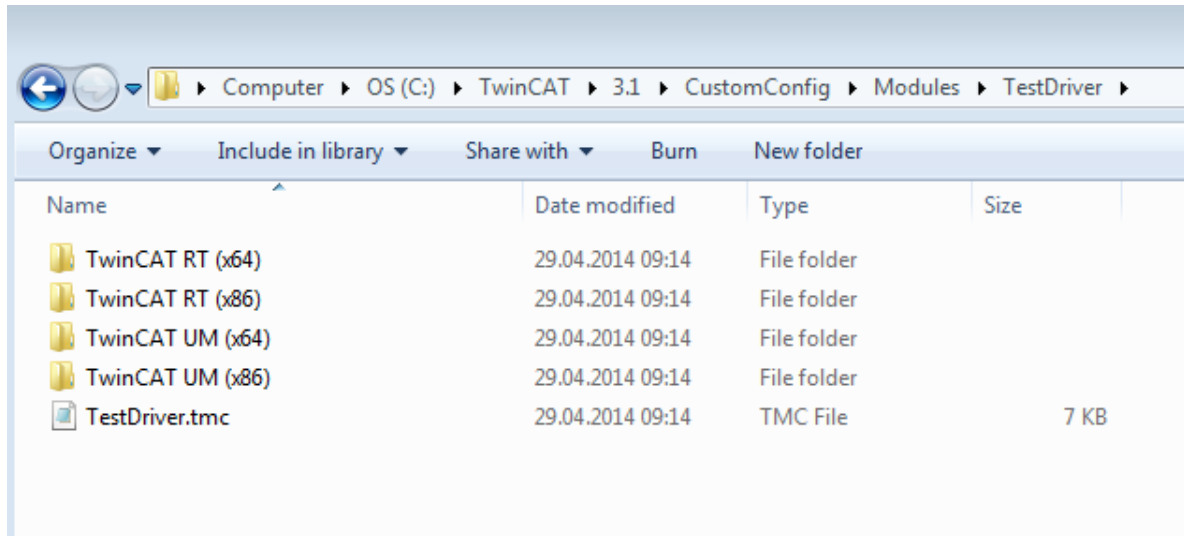 Computer OS (C:) TwinCAT 3.1 CustomConfig Modules TestDriver
Organize Include in library Share with Burn New folder
Name Date modified Type Size
TwinCAT RT (x64) 29.04.2014 09:14 File folder
TwinCAT RT (x86) 29.04.2014 09:14 File folder
TwinCAT UM (x64) 29.04.2014 09:14 File folder
TwinCAT UM (x86) 29.04.2014 09:14 File folder
TestDriver.tmc 29.04.2014 09:14 TMC File 7 KB